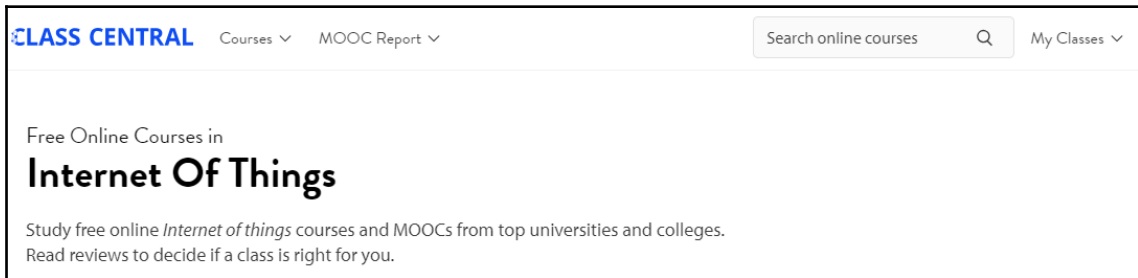 CLASS CENTRAL Courses MOOC Report Search online courses My Classes
Free Online Courses in
Internet Of Things
Study free online Internet of things courses and MOOCs from top universities and colleges.
Read reviews to decide if a class is right for you.